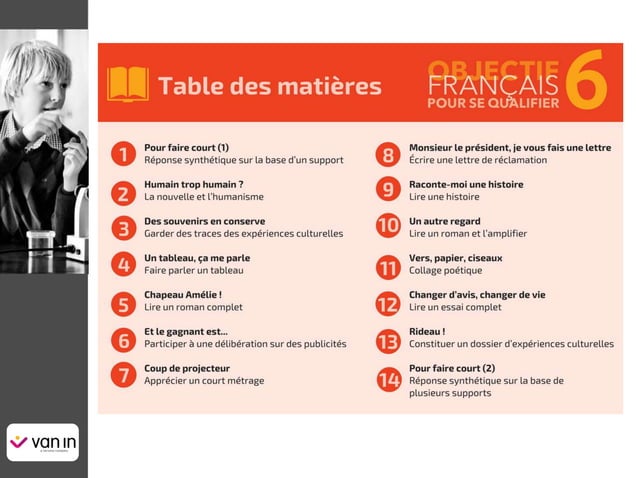 Table des matières
OBJECTIF
FRANÇAIS
POUR SE QUALIFIER
6
1
Pour faire court (1)
Réponse synthétique sur la base d’un support
2
Humain trop humain ?
La nouvelle et l’humanisme
3
Des souvenirs en conserve
Garder des traces des expériences culturelles
4
Un tableau, ça me parle
Faire parler un tableau
5
Chapeau Amélie !
Lire un roman complet
6
Et le gagnant est...
Participer à une délibération sur des publicités
7
Coup de projecteur
Apprécier un court métrage
8
Monsieur le président, je vous fais une lettre
Écrire une lettre de réclamation
9
Raconte-moi une histoire
Lire une histoire
10
Un autre regard
Lire un roman et l’amplifier
11
Vers, papier, ciseaux
Collage poétique
12
Changer d’avis, changer de vie
Lire un essai complet
13
Rideau !
Constituer un dossier d’expériences culturelles
14
Pour faire court (2)
Réponse synthétique sur la base de
plusieurs supports
van in